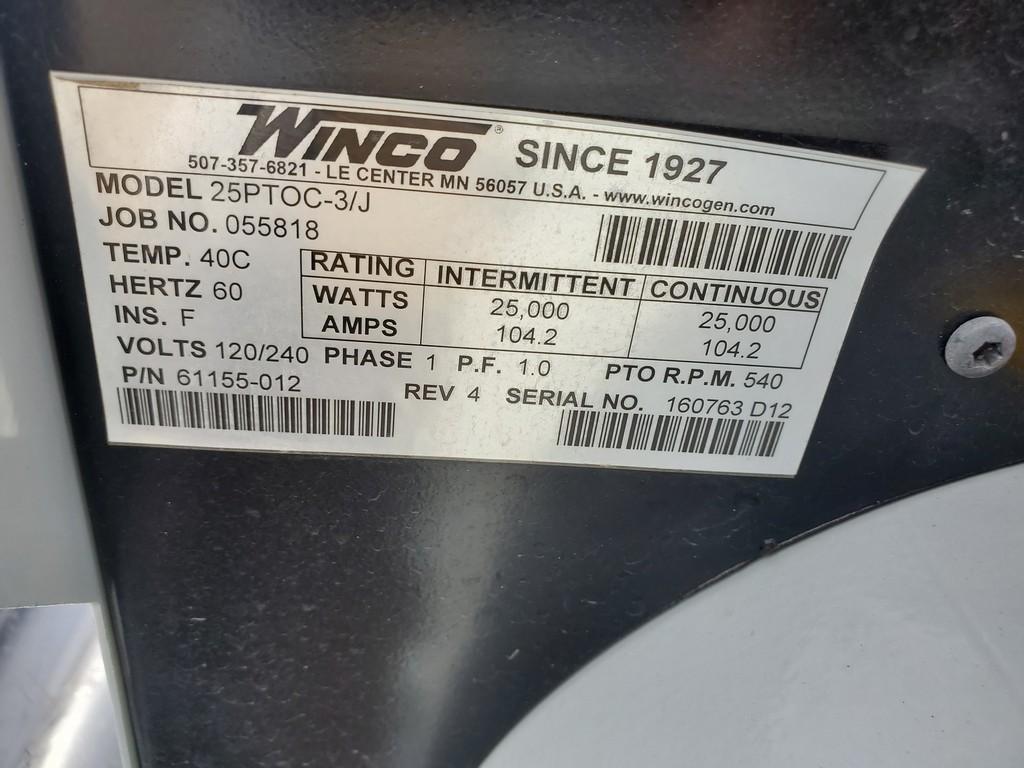 WINCO® SINCE 1927
507-357-6821 - LE CENTER MN 56057 U.S.A. - www.wincogen.com
MODEL 25PTOC-3/J
JOB NO. 055818
TEMP. 40C
HERTZ 60
INS. F
RATING INTERMITTENT CONTINUOUS
WATTS 25,000 25,000
AMPS 104.2 104.2
VOLTS 120/240 PHASE 1 P.F. 1.0 PTO R.P.M. 540
P/N 61155-012 REV 4 SERIAL NO. 160763 D12